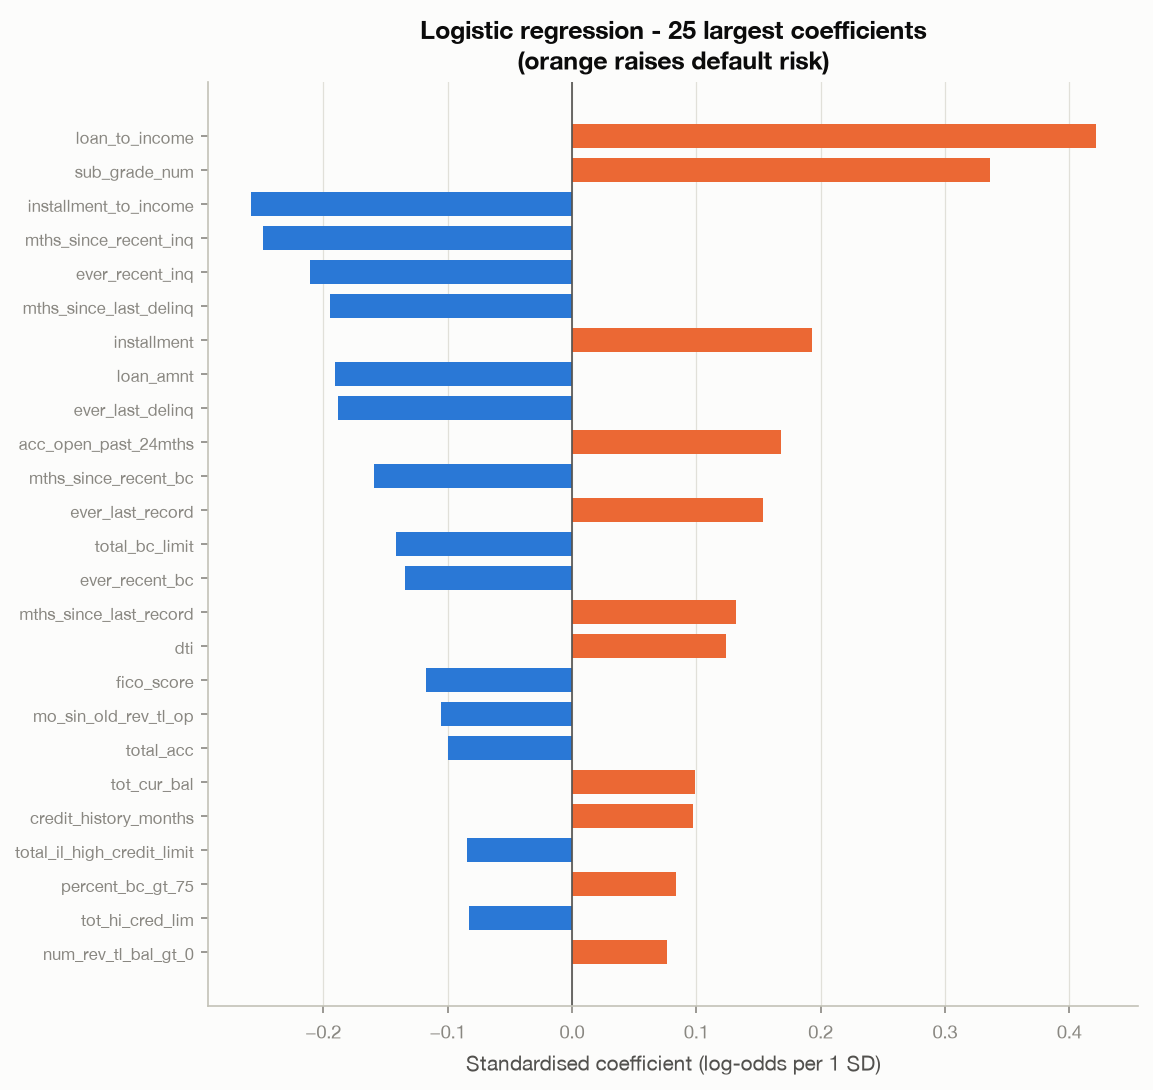 Logistic regression - 25 largest coefficients
(orange raises default risk)
loan_to_income
sub_grade_num
installment_to_income
mths_since_recent_inq
ever_recent_inq
mths_since_last_delinq
installment
loan_amnt
ever_last_delinq
acc_open_past_24mths
mths_since_recent_bc
ever_last_record
total_bc_limit
ever_recent_bc
mths_since_last_record
dti
fico_score
mo_sin_old_rev_tl_op
total_acc
tot_cur_bal
credit_history_months
total_il_high_credit_limit
percent_bc_gt_75
tot_hi_cred_lim
num_rev_tl_bal_gt_0
−0.2 −0.1 0.0 0.1 0.2 0.3 0.4
Standardised coefficient (log-odds per 1 SD)